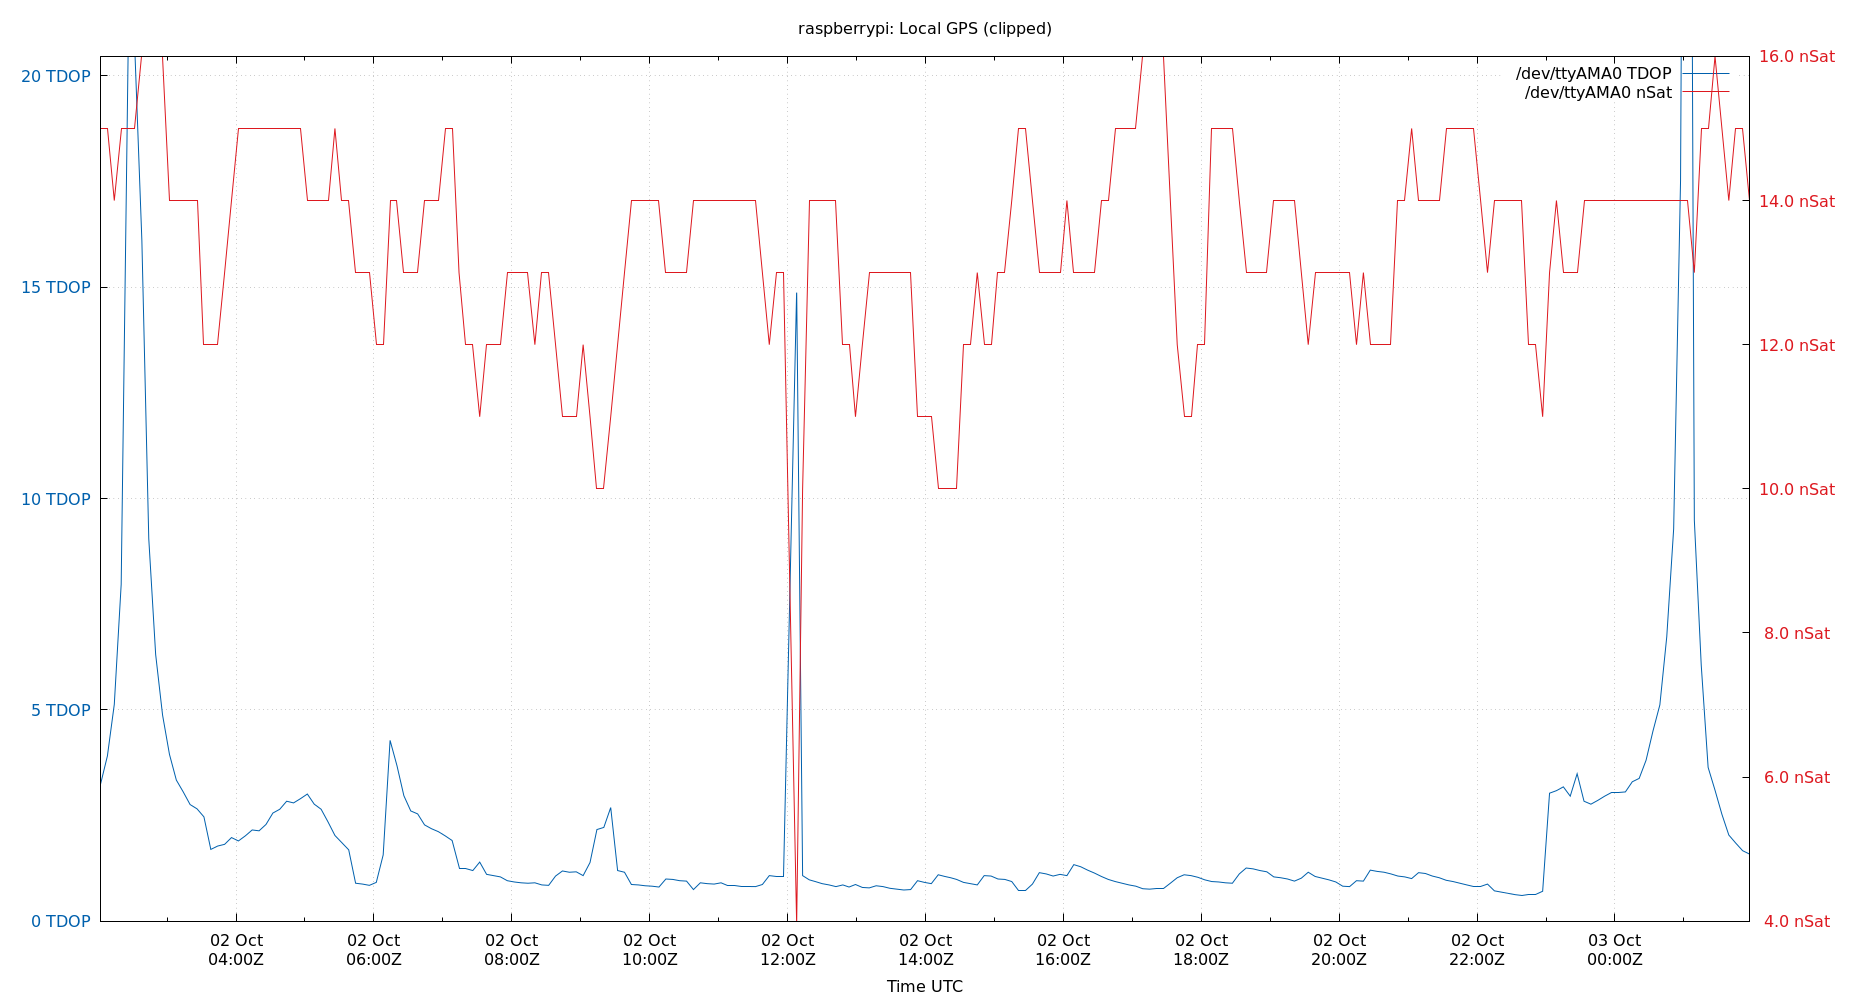 raspberrypi: Local GPS (clipped)
/dev/ttyAMA0 TDOP
/dev/ttyAMA0 nSat
20 TDOP
15 TDOP
10 TDOP
5 TDOP
0 TDOP
16.0 nSat
14.0 nSat
12.0 nSat
10.0 nSat
8.0 nSat
6.0 nSat
4.0 nSat
02 Oct
04:00Z
02 Oct
06:00Z
02 Oct
08:00Z
02 Oct
10:00Z
02 Oct
12:00Z
02 Oct
14:00Z
02 Oct
16:00Z
02 Oct
18:00Z
02 Oct
20:00Z
02 Oct
22:00Z
03 Oct
00:00Z
Time UTC